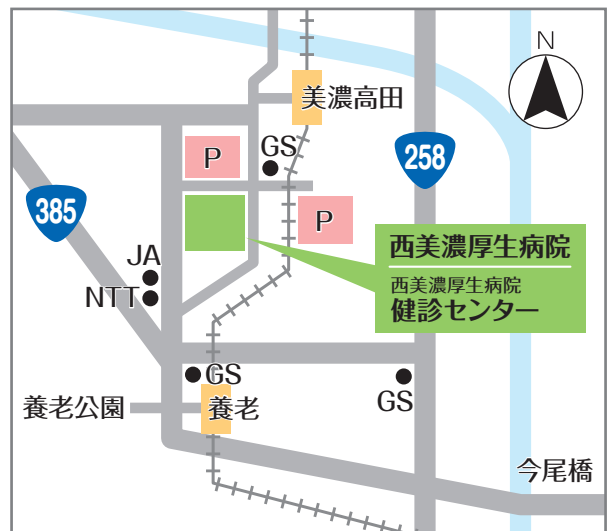 N
美濃高田
P
GS
258
385
P
西美濃厚生病院
西美濃厚生病院
健診センター
JA
NTT
GS
GS
養老公園
養老
今尾橋